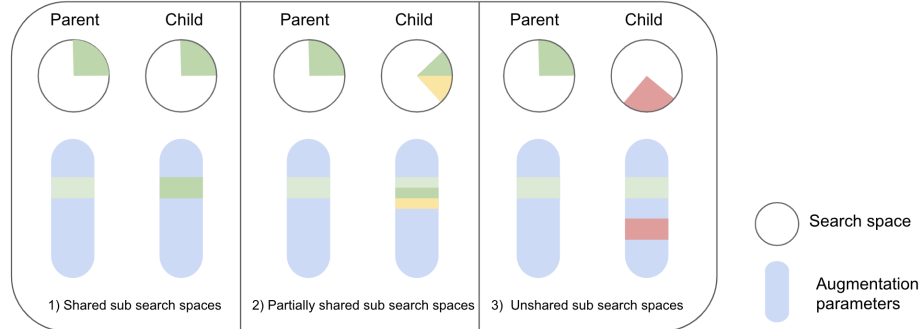 Parent Child Parent Child Parent Child
Search space
Augmentation
parameters
1) Shared sub search spaces 2) Partially shared sub search spaces 3) Unshared sub search spaces